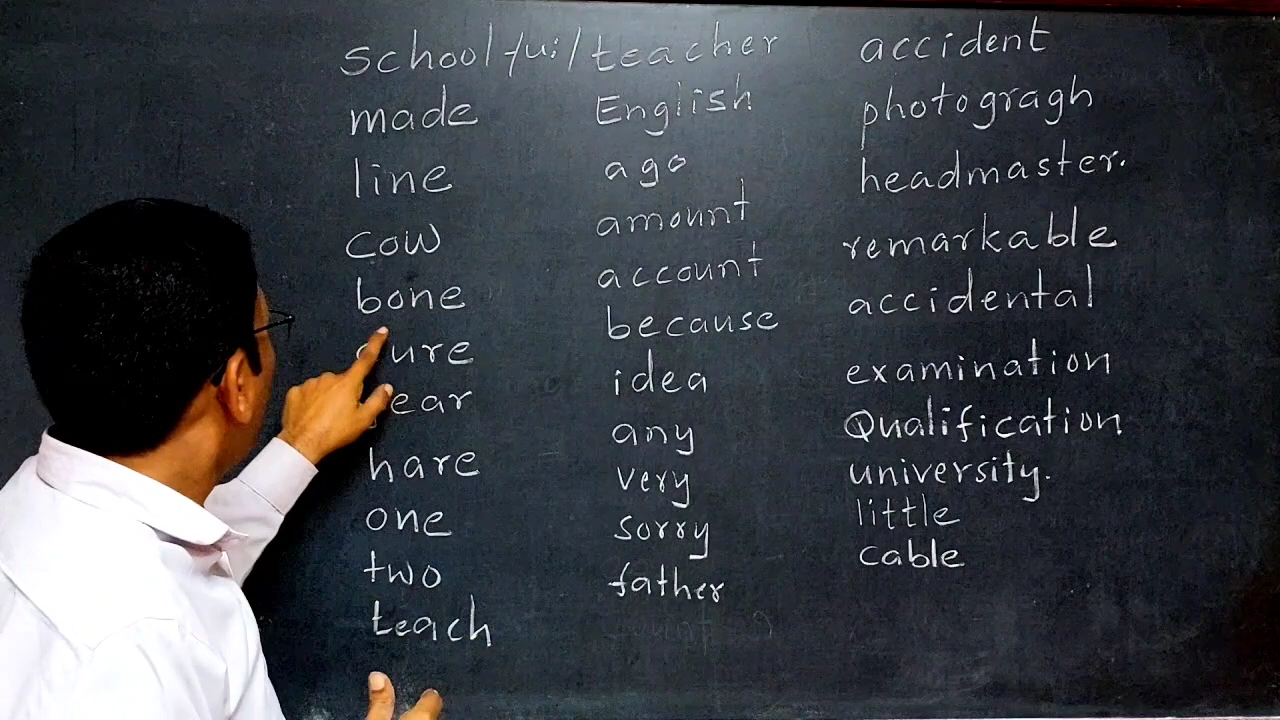 school /u:/
made
line
cow
bone
cure
hare
one
two
teach
teacher
English
ago
amount
account
because
idea
any
very
sorry
father
accident
photogragh
headmaster.
remarkable
accidental
examination
Qualification
university.
little
cable